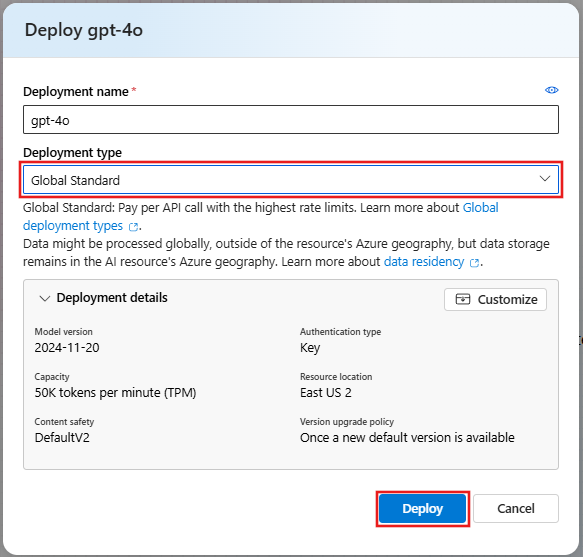 Deploy gpt-4o
Deployment name *
gpt-4o
Deployment type
Global Standard
Global Standard: Pay per API call with the highest rate limits. Learn more about Global
deployment types.
Data might be processed globally, outside of the resource's Azure geography, but data storage
remains in the AI resource's Azure geography. Learn more about data residency.
Deployment details
Customize
Model version
2024-11-20
Authentication type
Key
Capacity
50K tokens per minute (TPM)
Resource location
East US 2
Content safety
DefaultV2
Version upgrade policy
Once a new default version is available
Deploy
Cancel